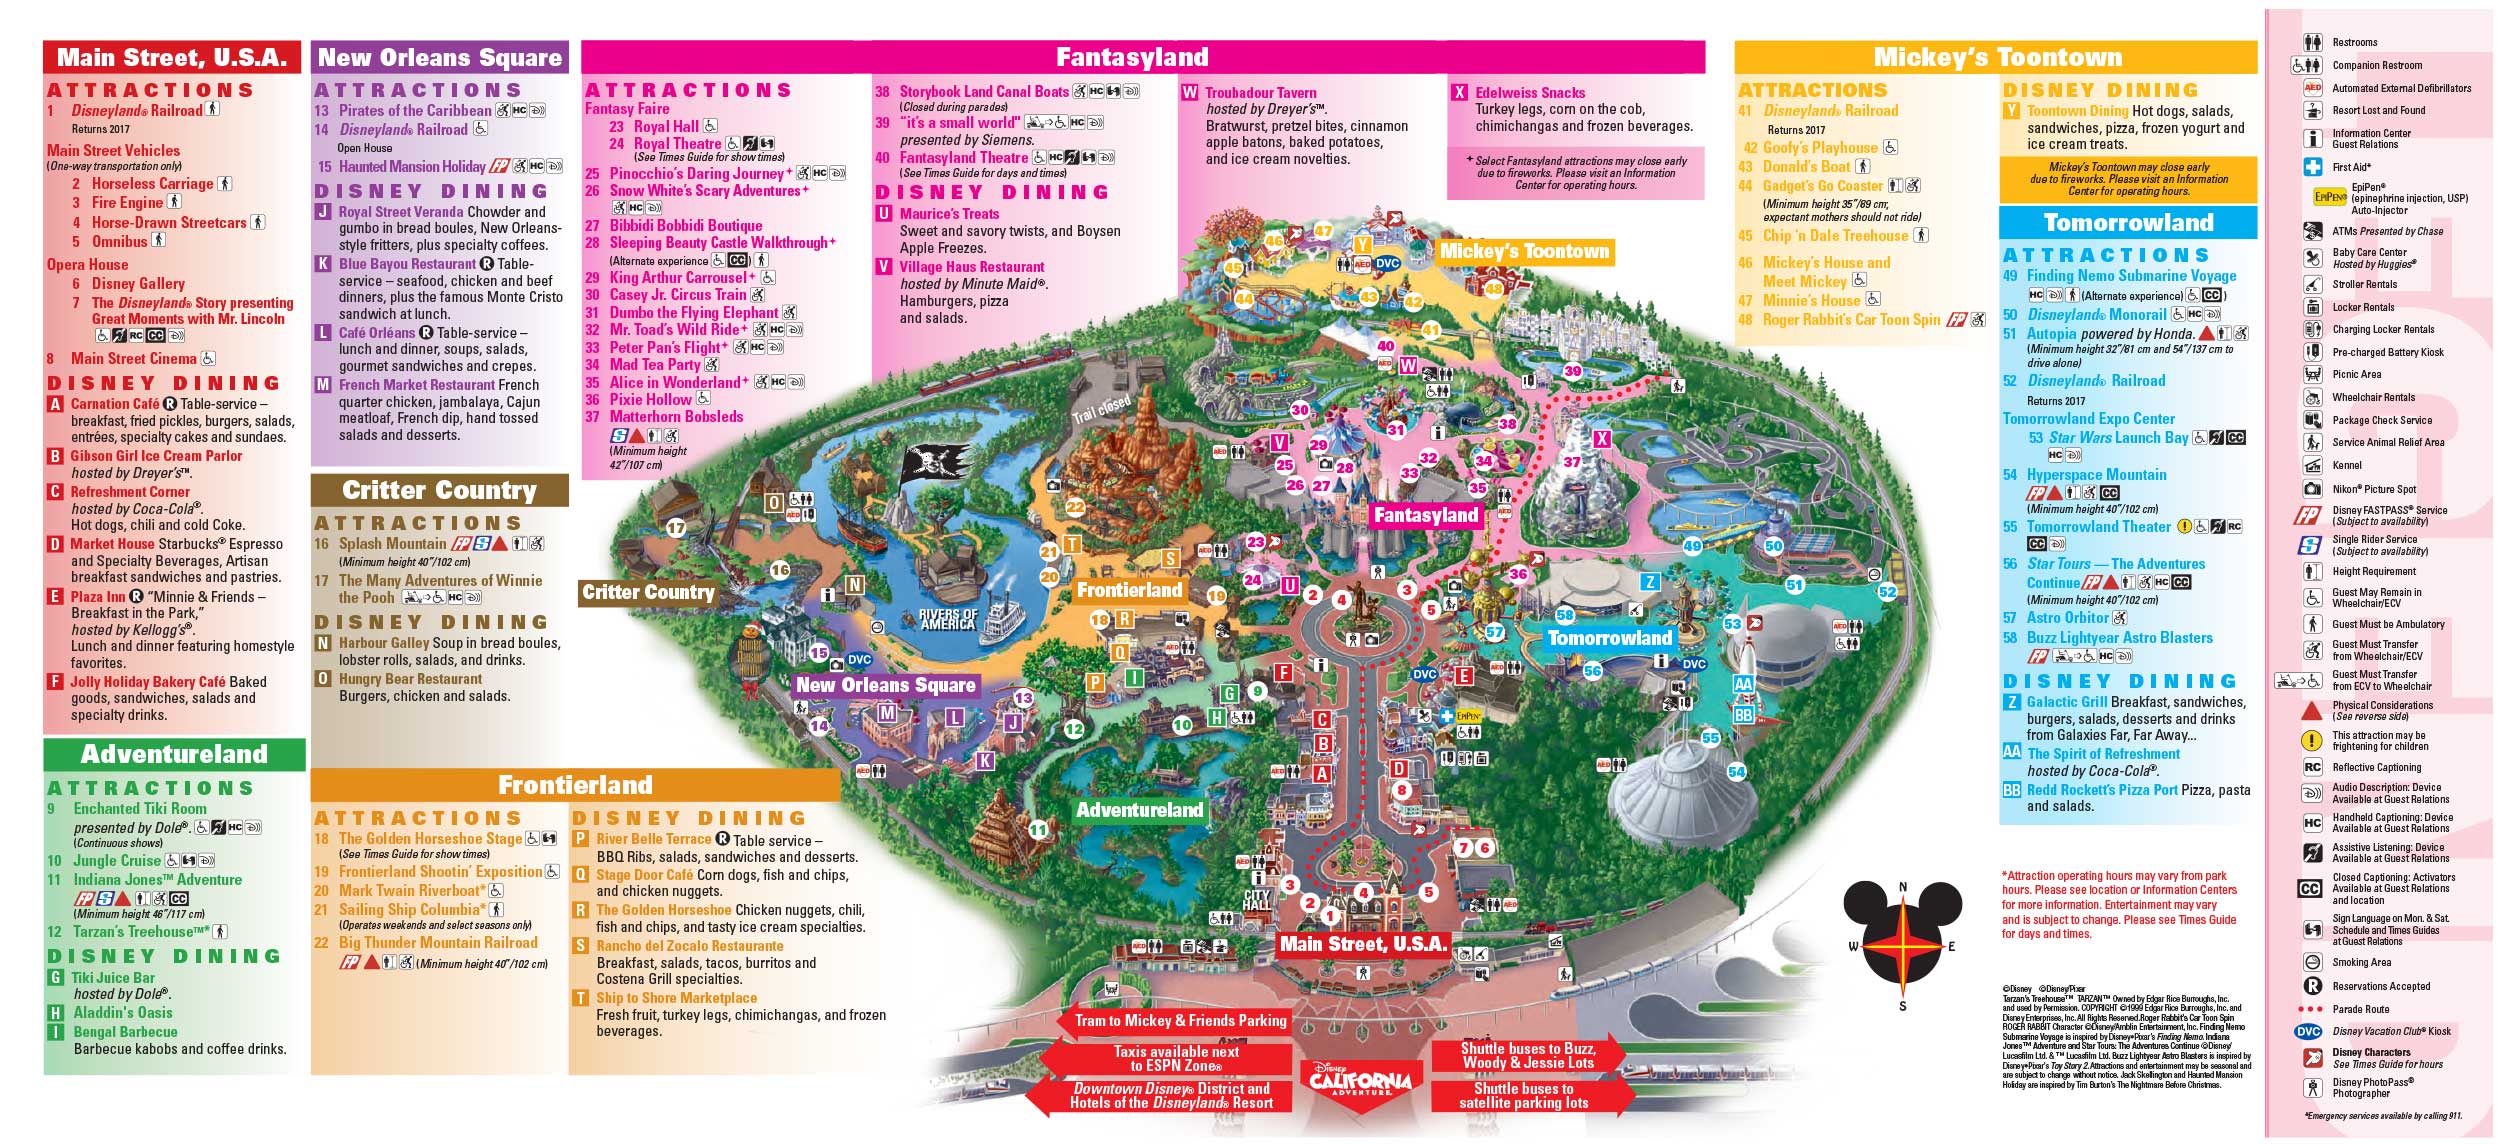 Main Street, U.S.A.
ATTRACTIONS
1 Disneyland® Railroad
Returns 2017
Main Street Vehicles
(One-way transportation only)
2 Horseless Carriage
3 Fire Engine
4 Horse-Drawn Streetcars
5 Omnibus
Opera House
6 Disney Gallery
7 The Disneyland® Story presenting
Great Moments with Mr. Lincoln
RC CC
8 Main Street Cinema
DISNEY DINING
A Carnation Café R Table-service –
breakfast, fried pickles, burgers, salads,
entrées, specialty cakes and sundaes.
B Gibson Girl Ice Cream Parlor
hosted by Dreyer's™.
C Refreshment Corner
hosted by Coca-Cola®.
Hot dogs, chili and cold Coke.
D Market House Starbucks® Espresso
and Specialty Beverages, Artisan
breakfast sandwiches and pastries.
E Plaza Inn R "Minnie & Friends –
Breakfast in the Park,"
hosted by Kellogg's®.
Lunch and dinner featuring homestyle
favorites.
F Jolly Holiday Bakery Café Baked
goods, sandwiches, salads and
specialty drinks.
Adventureland
ATTRACTIONS
9 Enchanted Tiki Room
presented by Dole®. HC
(Continuous shows)
10 Jungle Cruise
11 Indiana Jones™ Adventure
FP S CC
(Minimum height 46"/117 cm)
12 Tarzan's Treehouse™*
DISNEY DINING
G Tiki Juice Bar
hosted by Dole®.
H Aladdin's Oasis
I Bengal Barbecue
Barbecue kabobs and coffee drinks.
New Orleans Square
ATTRACTIONS
13 Pirates of the Caribbean HC
14 Disneyland® Railroad
Open House
15 Haunted Mansion Holiday FP HC
DISNEY DINING
J Royal Street Veranda Chowder and
gumbo in bread boules, New Orleans-
style fritters, plus specialty coffees.
K Blue Bayou Restaurant R Table-
service – seafood, chicken and beef
dinners, plus the famous Monte Cristo
sandwich at lunch.
L Café Orléans R Table-service –
lunch and dinner, soups, salads,
gourmet sandwiches and crepes.
M French Market Restaurant French
quarter chicken, jambalaya, Cajun
meatloaf, French dip, hand tossed
salads and desserts.
Critter Country
ATTRACTIONS
16 Splash Mountain FP S
(Minimum height 40"/102 cm)
17 The Many Adventures of Winnie
the Pooh HC
DISNEY DINING
N Harbour Galley Soup in bread boules,
lobster rolls, salads, and drinks.
O Hungry Bear Restaurant
Burgers, chicken and salads.
Frontierland
ATTRACTIONS
18 The Golden Horseshoe Stage
(See Times Guide for show times)
19 Frontierland Shootin' Exposition
20 Mark Twain Riverboat*
21 Sailing Ship Columbia*
(Operates weekends and select seasons only)
22 Big Thunder Mountain Railroad
FP (Minimum height 40"/102 cm)
DISNEY DINING
P River Belle Terrace R Table service –
BBQ Ribs, salads, sandwiches and desserts.
Q Stage Door Café Corn dogs, fish and chips,
and chicken nuggets.
R The Golden Horseshoe Chicken nuggets, chili,
fish and chips, and tasty ice cream specialties.
S Rancho del Zocalo Restaurante
Breakfast, salads, tacos, burritos and
Costena Grill specialties.
T Ship to Shore Marketplace
Fresh fruit, turkey legs, chimichangas, and frozen
beverages.
Fantasyland
ATTRACTIONS
Fantasy Faire
23 Royal Hall
24 Royal Theatre
(See Times Guide for show times)
25 Pinocchio's Daring Journey+ HC
26 Snow White's Scary Adventures+
HC
27 Bibbidi Bobbidi Boutique
28 Sleeping Beauty Castle Walkthrough+
(Alternate experience CC)
29 King Arthur Carrousel+
30 Casey Jr. Circus Train
31 Dumbo the Flying Elephant
32 Mr. Toad's Wild Ride+ HC
33 Peter Pan's Flight+ HC
34 Mad Tea Party
35 Alice in Wonderland+ HC
36 Pixie Hollow
37 Matterhorn Bobsleds
S
(Minimum height
42"/107 cm)
38 Storybook Land Canal Boats HC
(Closed during parades)
39 "it's a small world" HC
presented by Siemens.
40 Fantasyland Theatre HC
(See Times Guide for days and times)
DISNEY DINING
U Maurice's Treats
Sweet and savory twists, and Boysen
Apple Freezes.
V Village Haus Restaurant
hosted by Minute Maid®.
Hamburgers, pizza
and salads.
W Troubadour Tavern
hosted by Dreyer's™.
Bratwurst, pretzel bites, cinnamon
apple batons, baked potatoes,
and ice cream novelties.
X Edelweiss Snacks
Turkey legs, corn on the cob,
chimichangas and frozen beverages.
+ Select Fantasyland attractions may close early
due to fireworks. Please visit an Information
Center for operating hours.
Mickey's Toontown
ATTRACTIONS
41 Disneyland® Railroad
Returns 2017
42 Goofy's Playhouse
43 Donald's Boat
44 Gadget's Go Coaster
(Minimum height 35"/89 cm;
expectant mothers should not ride)
45 Chip 'n Dale Treehouse
46 Mickey's House and
Meet Mickey
47 Minnie's House
48 Roger Rabbit's Car Toon Spin FP
DISNEY DINING
Y Toontown Dining Hot dogs, salads,
sandwiches, pizza, frozen yogurt and
ice cream treats.
Mickey's Toontown may close early
due to fireworks. Please visit an Information
Center for operating hours.
Tomorrowland
ATTRACTIONS
49 Finding Nemo Submarine Voyage
HC (Alternate experience) CC)
50 Disneyland® Monorail HC
51 Autopia powered by Honda.
(Minimum height 32"/81 cm and 54"/137 cm to
drive alone)
52 Disneyland® Railroad
Returns 2017
Tomorrowland Expo Center
53 Star Wars Launch Bay CC
HC
54 Hyperspace Mountain
FP CC
(Minimum height 40"/102 cm)
55 Tomorrowland Theater RC
CC
56 Star Tours — The Adventures
Continue FP HC CC
(Minimum height 40"/102 cm)
57 Astro Orbitor
58 Buzz Lightyear Astro Blasters
FP HC
DISNEY DINING
Z Galactic Grill Breakfast, sandwiches,
burgers, salads, desserts and drinks
from Galaxies Far, Far Away...
AA The Spirit of Refreshment
hosted by Coca-Cola®.
BB Redd Rockett's Pizza Port Pizza, pasta
and salads.
*Attraction operating hours may vary from park
hours. Please see location or Information Centers
for more information. Entertainment may vary
and is subject to change. Please see Times Guide
for days and times.
©Disney ©Disney/Pixar
Tarzan's Treehouse™ TARZAN™ Owned by Edgar Rice Burroughs, Inc.
and used by Permission. COPYRIGHT ©1999 Edgar Rice Burroughs, Inc. and
Disney Enterprises, Inc. All Rights Reserved. Roger Rabbit's Car Toon Spin
ROGER RABBIT Character ©Disney/Amblin Entertainment, Inc. Finding Nemo
Submarine Voyage is inspired by Disney•Pixar's Finding Nemo. Indiana
Jones™ Adventure and Star Tours: The Adventures Continue ©Disney/
Lucasfilm Ltd. & ™ Lucasfilm Ltd. Buzz Lightyear Astro Blasters is inspired by
Disney•Pixar's Toy Story 2. Attractions and entertainment may be seasonal and
are subject to change without notice. Jack Skellington and Haunted Mansion
Holiday are inspired by Tim Burton's The Nightmare Before Christmas.
Restrooms
Companion Restroom
AED Automated External Defibrillators
Resort Lost and Found
Information Center
Guest Relations
First Aid*
EPIPEN® EpiPen®
(epinephrine injection, USP)
Auto-Injector
ATMs Presented by Chase
Baby Care Center
Hosted by Huggies®
Stroller Rentals
Locker Rentals
Charging Locker Rentals
Pre-charged Battery Kiosk
Picnic Area
Wheelchair Rentals
Package Check Service
Service Animal Relief Area
Kennel
Nikon® Picture Spot
FP Disney FASTPASS® Service
(Subject to availability)
S Single Rider Service
(Subject to availability)
Height Requirement
Guest May Remain in
Wheelchair/ECV
Guest Must be Ambulatory
Guest Must Transfer
from Wheelchair/ECV
Guest Must Transfer
from ECV to Wheelchair
Physical Considerations
(See reverse side)
This attraction may be
frightening for children
RC Reflective Captioning
Audio Description: Device
Available at Guest Relations
HC Handheld Captioning: Device
Available at Guest Relations
Assistive Listening: Device
Available at Guest Relations
CC Closed Captioning: Activators
Available at Guest Relations
and location
Sign Language on Mon. & Sat.
Schedule and Times Guides
at Guest Relations
Smoking Area
R Reservations Accepted
Parade Route
DVC Disney Vacation Club® Kiosk
Disney Characters
See Times Guide for hours
Disney PhotoPass®
Photographer
*Emergency services available by calling 911.
Mickey's Toontown
Trail closed
Fantasyland
Critter Country
Frontierland
RIVERS OF
AMERICA
Tomorrowland
New Orleans Square
Adventureland
CITY
HALL
Main Street, U.S.A.
N
W E
S
Tram to Mickey & Friends Parking
Taxis available next
to ESPN Zone®
Downtown Disney® District and
Hotels of the Disneyland® Resort
Disney
CALIFORNIA
ADVENTURE
Shuttle buses to Buzz,
Woody & Jessie Lots
Shuttle buses to
satellite parking lots